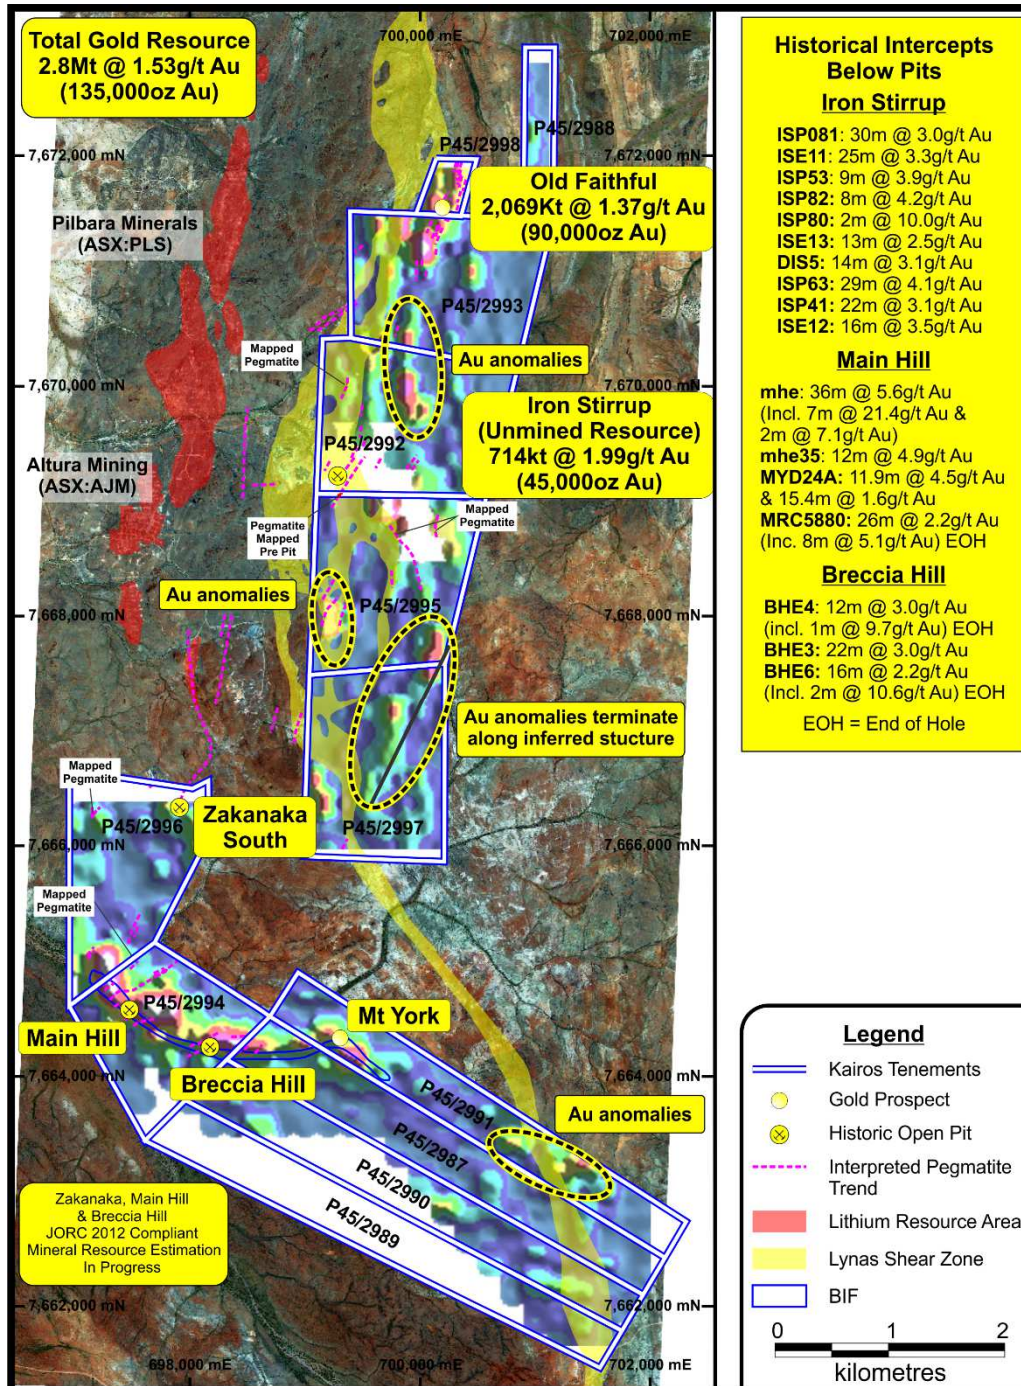 Total Gold Resource
2.8Mt @ 1.53g/t Au
(135,000oz Au)
700,000 mE
702,000 mE
P45/2988
P45/2998
7,672,000 mN
7,672,000 mN
Old Faithful
2,069Kt @ 1.37g/t Au
(90,000oz Au)
Pilbara Minerals
(ASX:PLS)
P45/2993
Mapped
Pegmatite
Au anomalies
7,670,000 mN
7,670,000 mN
Iron Stirrup
(Unmined Resource)
714kt @ 1.99g/t Au
(45,000oz Au)
P45/2992
Altura Mining
(ASX:AJM)
Pegmatite
Mapped
Pre Pit
Mapped
Pegmatite
Au anomalies
P45/2995
7,668,000 mN
7,668,000 mN
Au anomalies terminate
along inferred stucture
Mapped
Pegmatite
P45/2996
Zakanaka
South
P45/2997
7,666,000 mN
7,666,000 mN
Mapped
Pegmatite
P45/2994
Main Hill
Mt York
Breccia Hill
7,664,000 mN
7,664,000 mN
P45/2991
Au anomalies
P45/2987
P45/2990
P45/2989
Zakanaka, Main Hill
& Breccia Hill
JORC 2012 Compliant
Mineral Resource Estimation
In Progress
7,662,000 mN
7,662,000 mN
698,000 mE
700,000 mE
702,000 mE
Historical Intercepts
Below Pits
Iron Stirrup
ISP081: 30m @ 3.0g/t Au
ISE11: 25m @ 3.3g/t Au
ISP53: 9m @ 3.9g/t Au
ISP82: 8m @ 4.2g/t Au
ISP80: 2m @ 10.0g/t Au
ISE13: 13m @ 2.5g/t Au
DIS5: 14m @ 3.1g/t Au
ISP63: 29m @ 4.1g/t Au
ISP41: 22m @ 3.1g/t Au
ISE12: 16m @ 3.5g/t Au
Main Hill
mhe: 36m @ 5.6g/t Au
(Incl. 7m @ 21.4g/t Au &
2m @ 7.1g/t Au)
mhe35: 12m @ 4.9g/t Au
MYD24A: 11.9m @ 4.5g/t Au
& 15.4m @ 1.6g/t Au
MRC5880: 26m @ 2.2g/t Au
(Inc. 8m @ 5.1g/t Au) EOH
Breccia Hill
BHE4: 12m @ 3.0g/t Au
(incl. 1m @ 9.7g/t Au) EOH
BHE3: 22m @ 3.0g/t Au
BHE6: 16m @ 2.2g/t Au
(Incl. 2m @ 10.6g/t Au) EOH
EOH = End of Hole
Legend
Kairos Tenements
Gold Prospect
Historic Open Pit
Interpreted Pegmatite
Trend
Lithium Resource Area
Lynas Shear Zone
BIF
0 1 2
kilometres